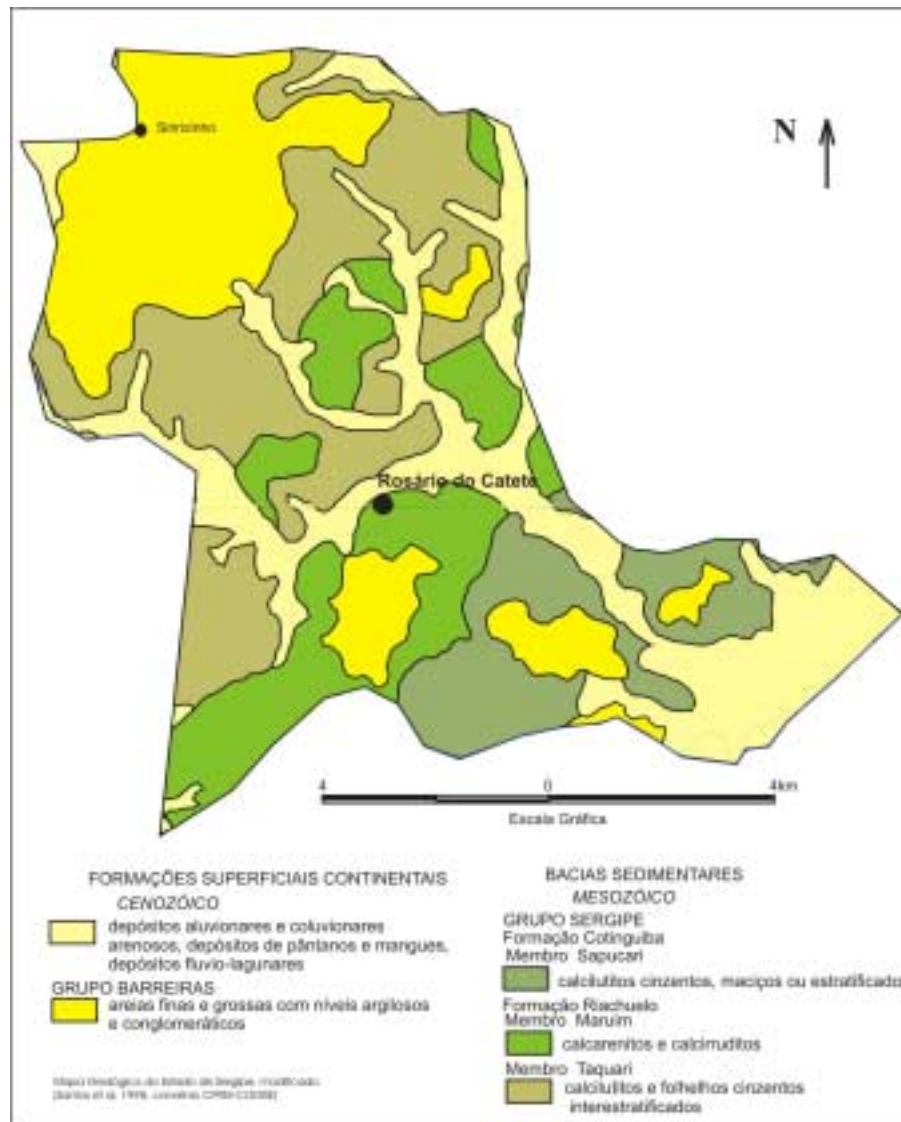 N
Rosário do Catete
4 0 4km
Escala Gráfica
FORMAÇÕES SUPERFICIAIS CONTINENTAIS
CENOZÓICO
depósitos aluvionares e coluvionares
arenosos, depósitos de pântanos e mangues,
depósitos fluvio-lagunares
GRUPO BARREIRAS
areias finas e grossas com níveis argilosos
e conglomeráticos
Mapa Geológico do Estado de Sergipe, modificado
BACIAS SEDIMENTARES
MESOZÓICO
GRUPO SERGIPE
Formação Cotinguiba
Membro Sapucari
calcilutitos cinzentos, maciços ou estratificado
Formação Riachuelo
Membro Maruim
calcarenitos e calcirruditos
Membro Taquari
calcilutitos e folhelhos cinzentos
interestratificados